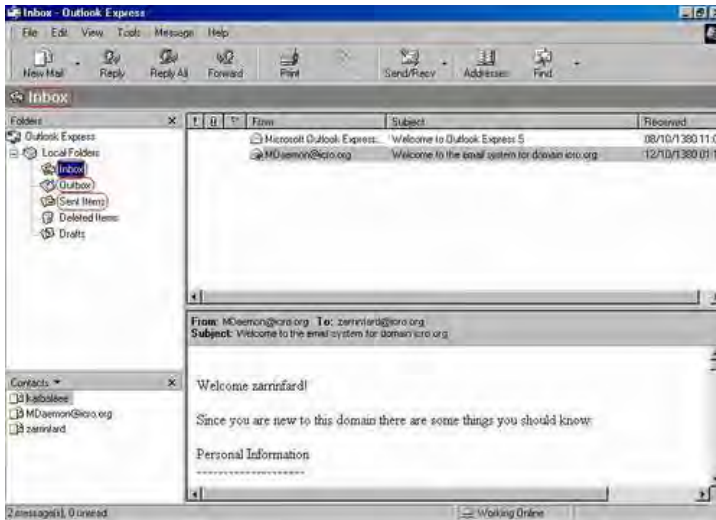 Inbox - Outlook Express
File Edit View Tools Message Help
New Mail Reply Reply All Forward Print Send/Recv Addresses Find
Inbox
Folders
Outlook Express
Local Folders
Inbox
Outbox
Sent Items
Deleted Items
Drafts
! From Subject Received
Microsoft Outlook Express Welcome to Outlook Express 5 08/10/1380 11:0
MDaemon@icro.org Welcome to the email system for domain icro.org 12/10/1380 01:1
From: MDaemon@icro.org To: zarrinfard@icro.org
Subject: Welcome to the email system for domain icro.org
Welcome zarrinfard!
Since you are new to this domain there are some things you should know:
Personal Information
--------------------
Contacts
karbalaee
MDaemon@icro.org
zarrinfard
2 message(s), 0 unread
Working Online